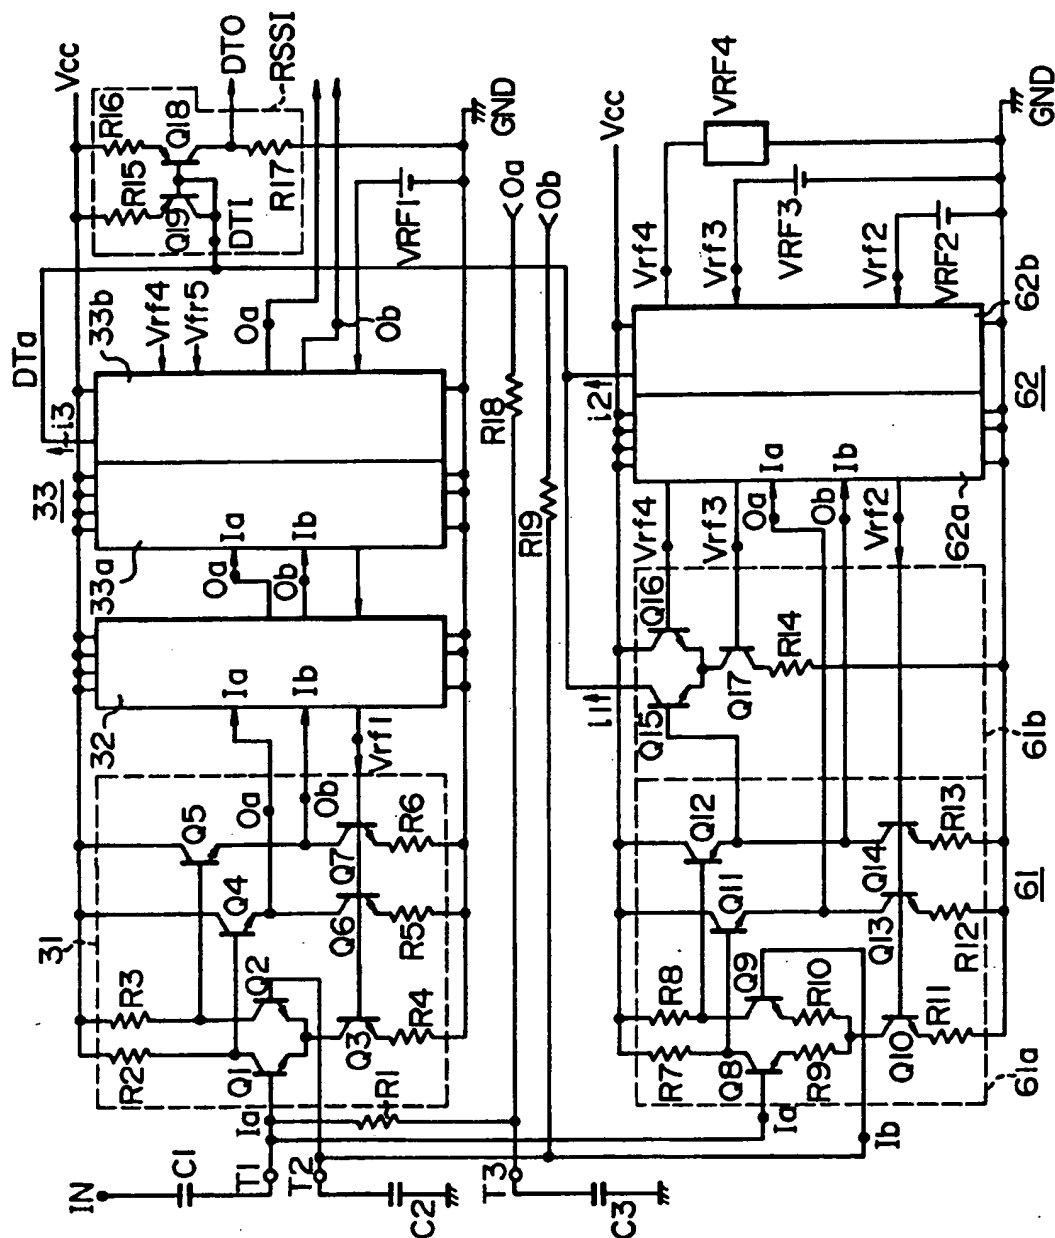 Vcc
R16
Q18
DTO
RSSI
R15
Q19
DTI
R17
GND
DTa
i3
33
33b
Vrf4
Vfr5
Oa
Ob
VRF1
33a
Ia
Ib
Oa
Ob
32
Ia
Ib
Vrf1
Oa
Ob
31
R3
R2
Q5
Q4
Q2
Q1
Q7
Q6
Q3
R6
R5
R4
Ia
R1
IN
C1
T1
T2
C2
T3
C3
R18
R19
Oa
Ob
Vcc
VRF4
Vrf4
Vrf3
VRF3
Vrf2
VRF2
GND
62b
62
i2
Ia
Ib
62a
Vrf4
Vrf3
Oa
Ob
Vrf2
Q16
i1
Q15
Q17
R14
61b
Q12
Q11
Q14
Q13
R13
R12
61
R8
R7
Q9
Q8
R10
R9
Q10
R11
61a
Ia
Ib